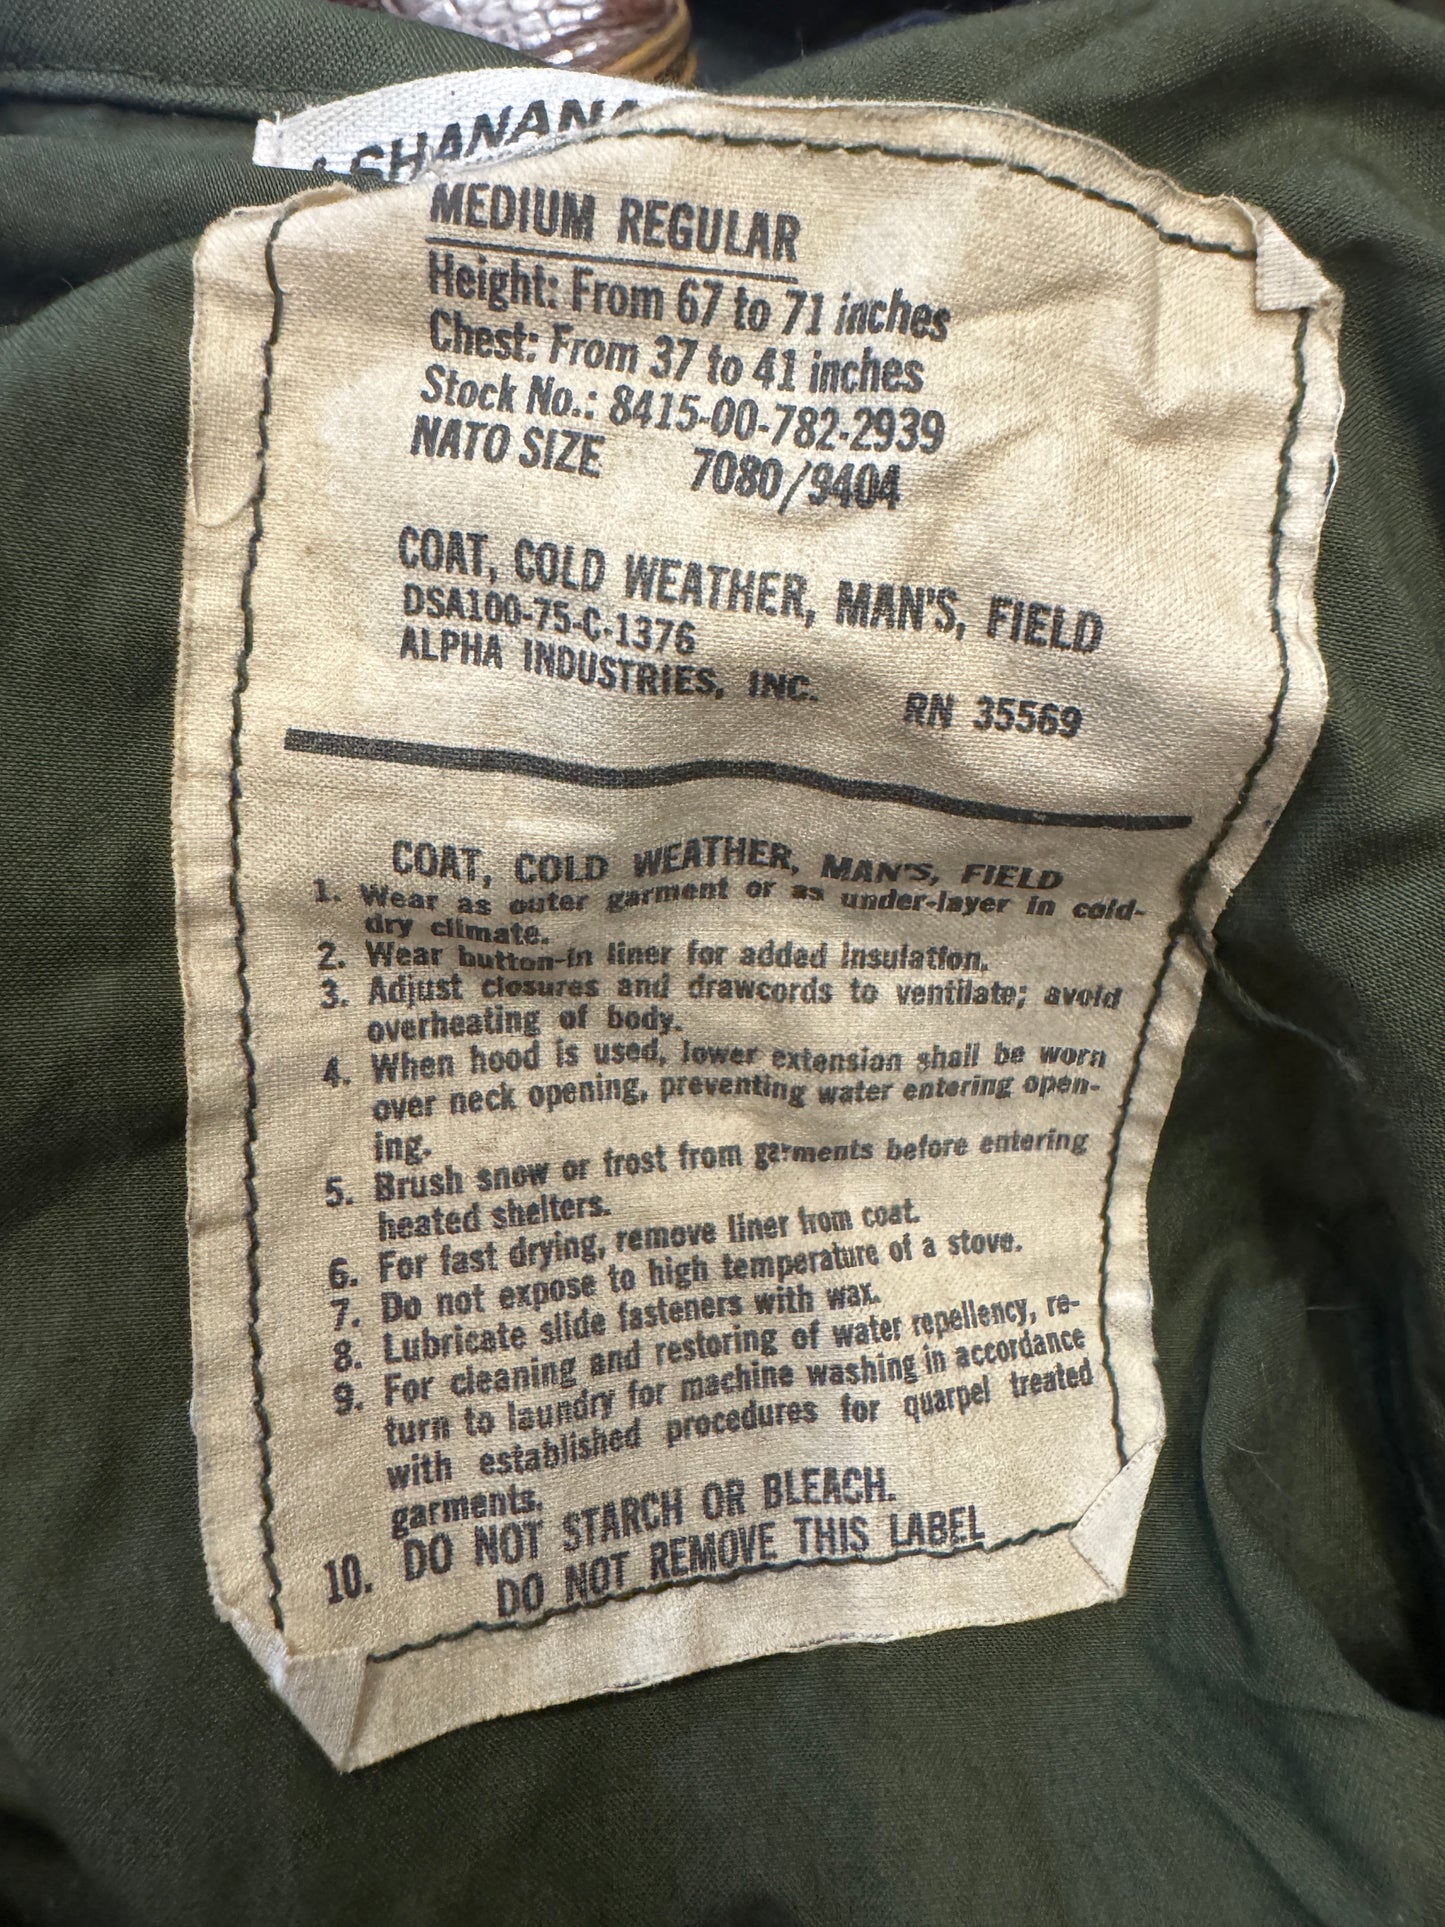 SHANANA
MEDIUM REGULAR
Height: From 67 to 71 inches
Chest: From 37 to 41 inches
Stock No.: 8415-00-782-2939
NATO SIZE 7080/9404
COAT, COLD WEATHER, MAN'S, FIELD
DSA100-75-C-1376
ALPHA INDUSTRIES, INC. RN 35569
COAT, COLD WEATHER, MAN'S, FIELD
1. Wear as outer garment or as under-layer in cold-
dry climate.
2. Wear button-in liner for added insulation.
3. Adjust closures and drawcords to ventilate; avoid
overheating of body.
4. When hood is used, lower extension shall be worn
over neck opening, preventing water entering open-
ing.
5. Brush snow or frost from garments before entering
heated shelters.
6. For fast drying, remove liner from coat.
7. Do not expose to high temperature of a stove.
8. Lubricate slide fasteners with wax.
9. For cleaning and restoring of water repellency, re-
turn to laundry for machine washing in accordance
with established procedures for quarpel treated
garments.
10. DO NOT STARCH OR BLEACH.
DO NOT REMOVE THIS LABEL